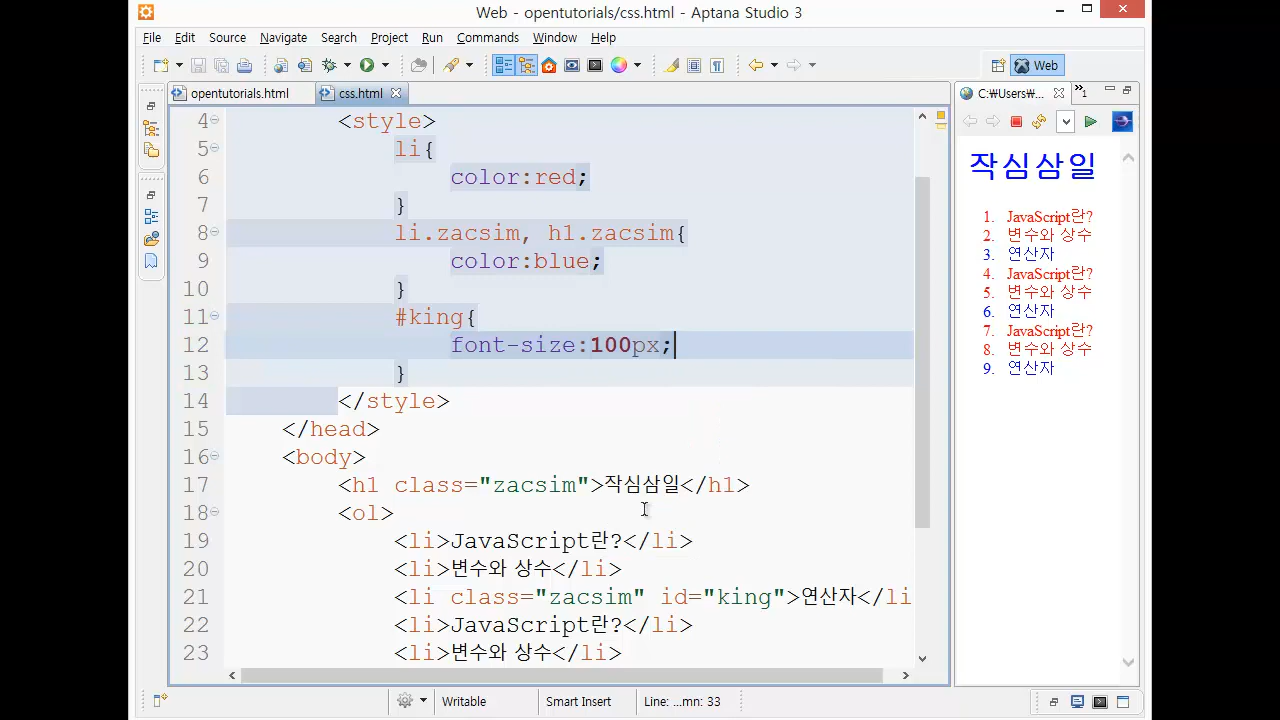 Web - opentutorials/css.html - Aptana Studio 3
File Edit Source Navigate Search Project Run Commands Window Help
Web
opentutorials.html
css.html
C:₩Users₩...
»1
4 <style>
5 li{
6 color:red;
7 }
8 li.zacsim, h1.zacsim{
9 color:blue;
10 }
11 #king{
12 font-size:100px;
13 }
14 </style>
15 </head>
16 <body>
17 <h1 class="zacsim">작심삼일</h1>
18 <ol>
19 <li>JavaScript란?</li>
20 <li>변수와 상수</li>
21 <li class="zacsim" id="king">연산자</li
22 <li>JavaScript란?</li>
23 <li>변수와 상수</li>
작심삼일
1. JavaScript란?
2. 변수와 상수
3. 연산자
4. JavaScript란?
5. 변수와 상수
6. 연산자
7. JavaScript란?
8. 변수와 상수
9. 연산자
Writable
Smart Insert
Line: ...mn: 33